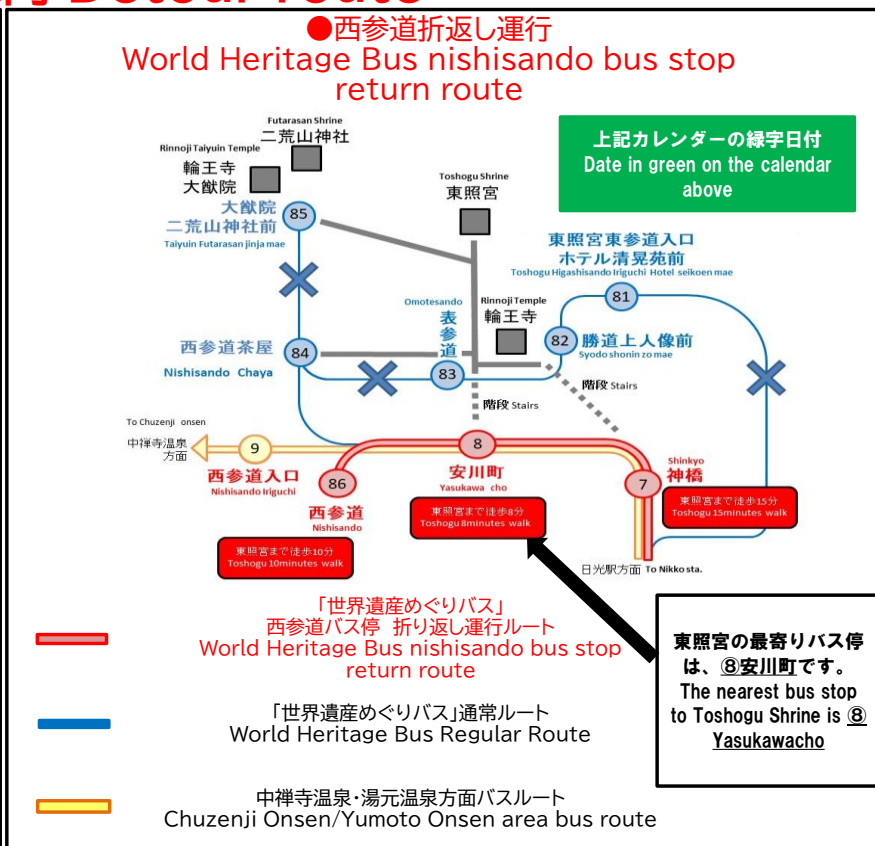 Detour route
●西参道折返し運行
World Heritage Bus nishisando bus stop
return route
上記カレンダーの緑字日付
Date in green on the calendar
above
Futarasan Shrine
二荒山神社
Rinnoji Taiyuin Temple
輪王寺
大猷院
Toshogu Shrine
東照宮
大猷院
二荒山神社前
Taiyuin Futarasan jinja mae
85
東照宮東参道入口
ホテル清晃苑前
Toshogu Higashisando Iriguchi Hotel seikoen mae
81
Omotesando
表参道
83
Rinnoji Temple
輪王寺
82
勝道上人像前
Syodo shonin zo mae
西参道茶屋
84
Nishisando Chaya
階段 Stairs
階段 Stairs
To Chuzenji onsen
中禅寺温泉
方面
9
西参道入口
Nishisando Iriguchi
86
西参道
Nishisando
東照宮まで徒歩10分
Toshogu 10minutes walk
8
安川町
Yasukawa cho
東照宮まで徒歩8分
Toshogu 8minutes walk
7
Shinkyo
神橋
東照宮まで徒歩15分
Toshogu 15minutes walk
日光駅方面 To Nikko sta.
東照宮の最寄りバス停
は、⑧安川町です。
The nearest bus stop
to Toshogu Shrine is ⑧
Yasukawacho
「世界遺産めぐりバス」
西参道バス停 折り返し運行ルート
World Heritage Bus nishisando bus stop
return route
「世界遺産めぐりバス」通常ルート
World Heritage Bus Regular Route
中禅寺温泉・湯元温泉方面バスルート
Chuzenji Onsen/Yumoto Onsen area bus route